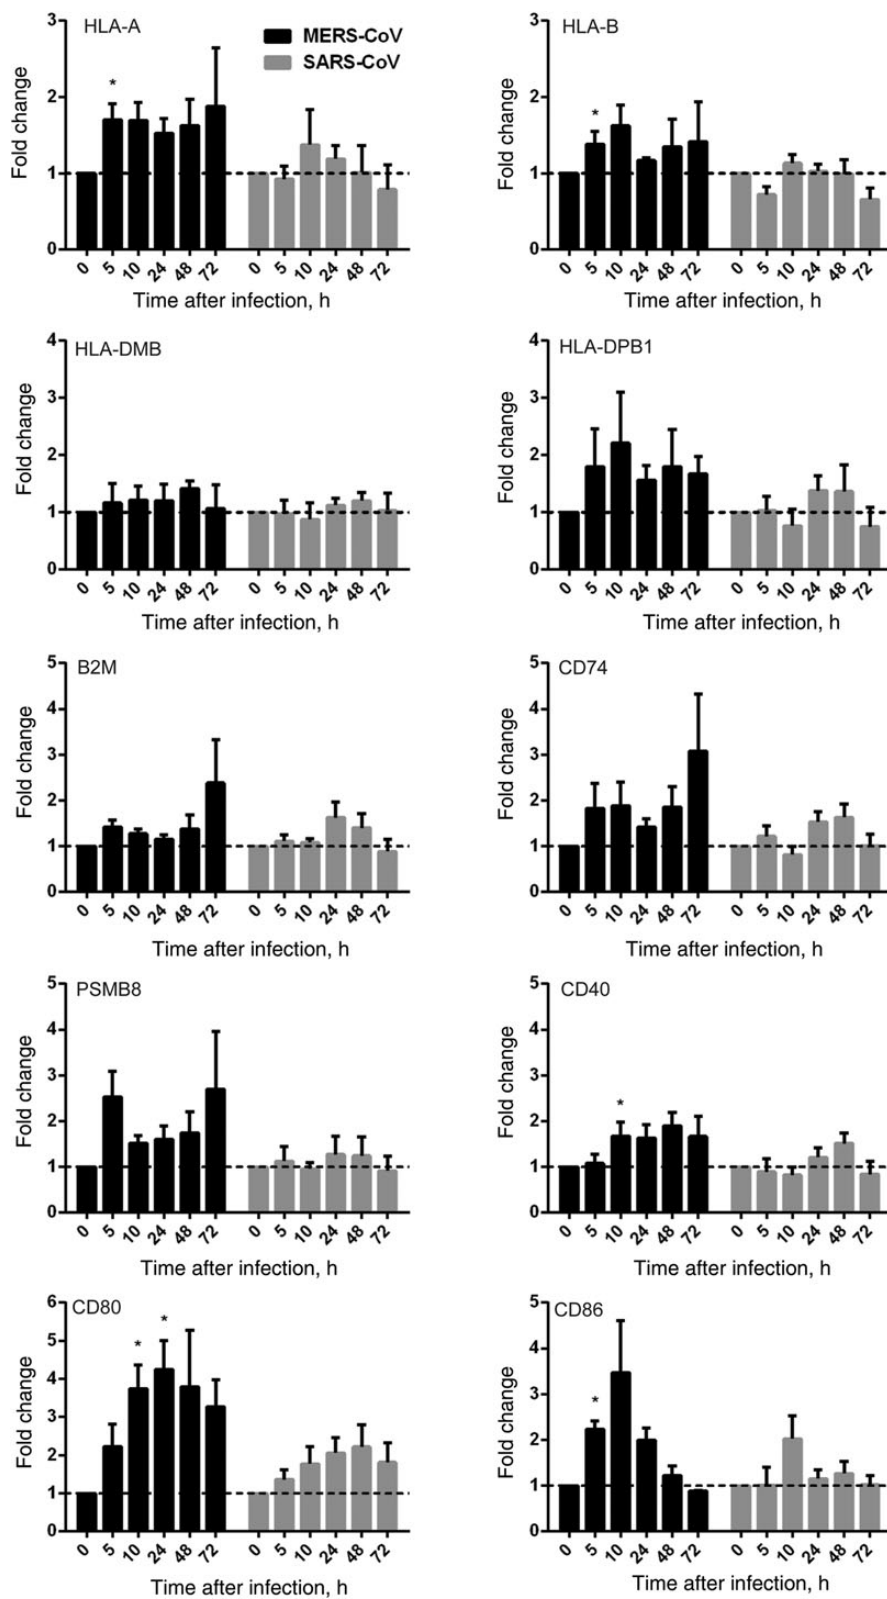 HLA-A
MERS-CoV
SARS-CoV
Fold change
3
2
1
0
0 5 10 24 48 72 0 5 10 24 48 72
Time after infection, h
HLA-B
Fold change
3
2
1
0
0 5 10 24 48 72 0 5 10 24 48 72
Time after infection, h
HLA-DMB
Fold change
4
3
2
1
0
0 5 10 24 48 72 0 5 10 24 48 72
Time after infection, h
HLA-DPB1
Fold change
4
3
2
1
0
0 5 10 24 48 72 0 5 10 24 48 72
Time after infection, h
B2M
Fold change
5
4
3
2
1
0
0 5 10 24 48 72 0 5 10 24 48 72
Time after infection, h
CD74
Fold change
5
4
3
2
1
0
0 5 10 24 48 72 0 5 10 24 48 72
Time after infection, h
PSMB8
Fold change
5
4
3
2
1
0
0 5 10 24 48 72 0 5 10 24 48 72
Time after infection, h
CD40
Fold change
5
4
3
2
1
0
0 5 10 24 48 72 0 5 10 24 48 72
Time after infection, h
CD80
Fold change
6
5
4
3
2
1
0
0 5 10 24 48 72 0 5 10 24 48 72
Time after infection, h
CD86
Fold change
5
4
3
2
1
0
0 5 10 24 48 72 0 5 10 24 48 72
Time after infection, h